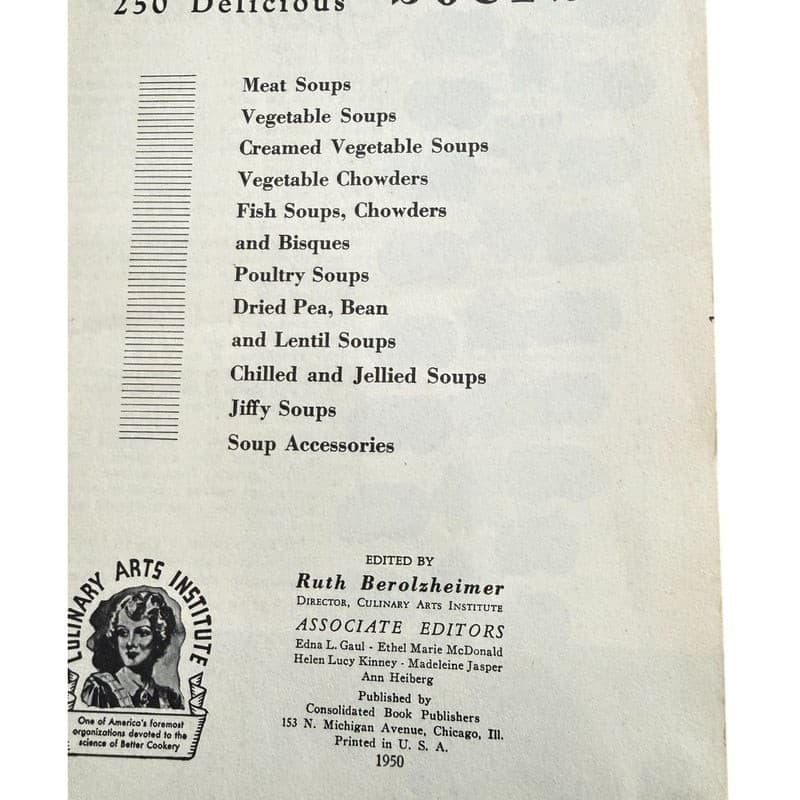 250 Delicious
Meat Soups
Vegetable Soups
Creamed Vegetable Soups
Vegetable Chowders
Fish Soups, Chowders
and Bisques
Poultry Soups
Dried Pea, Bean
and Lentil Soups
Chilled and Jellied Soups
Jiffy Soups
Soup Accessories
CULINARY ARTS INSTITUTE
One of America's foremost
organizations devoted to the
science of Better Cookery
EDITED BY
Ruth Berolzheimer
DIRECTOR, CULINARY ARTS INSTITUTE
ASSOCIATE EDITORS
Edna L. Gaul - Ethel Marie McDonald
Helen Lucy Kinney - Madeleine Jasper
Ann Heiberg
Published by
Consolidated Book Publishers
153 N. Michigan Avenue, Chicago, Ill.
Printed in U. S. A.
1950